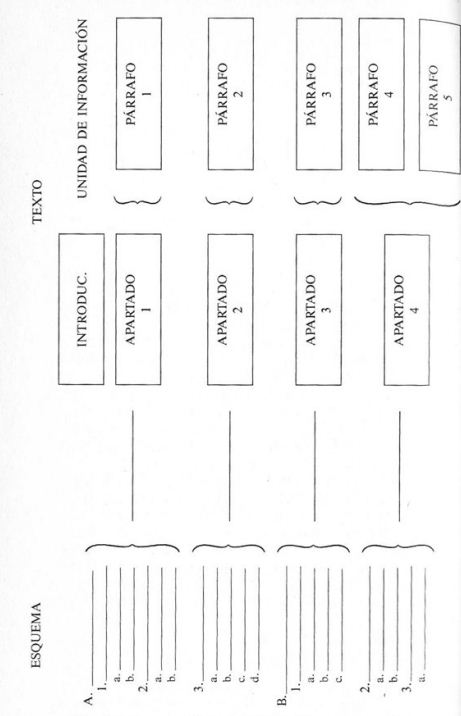 ESQUEMA
TEXTO
UNIDAD DE INFORMACIÓN
A.
1.
a.
b.
2.
a.
b.
3.
a.
b.
c.
d.
B.
1.
a.
b.
c.
2.
a.
b.
3.
a.
INTRODUC.
APARTADO
1
APARTADO
2
APARTADO
3
APARTADO
4
PÁRRAFO
1
PÁRRAFO
2
PÁRRAFO
3
PÁRRAFO
4
PÁRRAFO
5